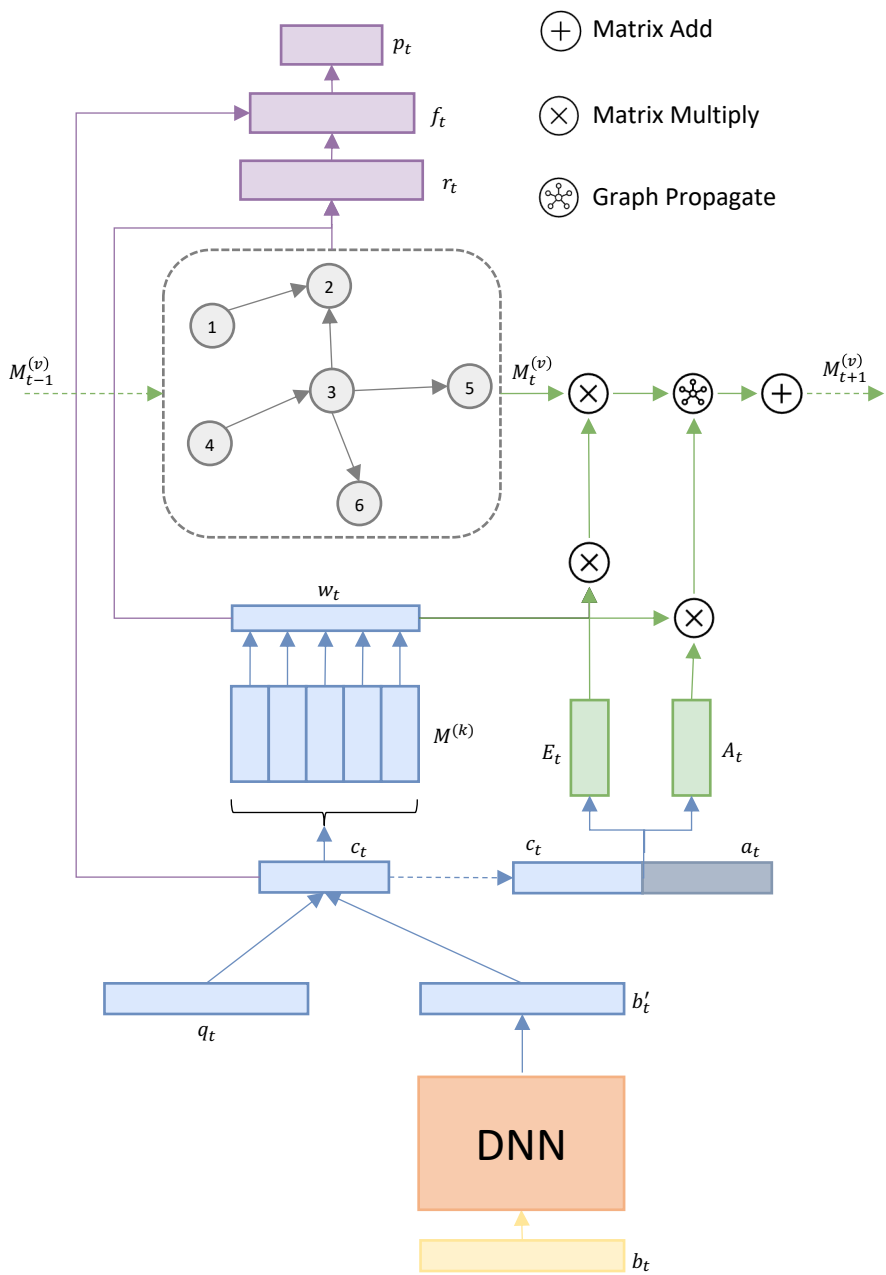 p_t
Matrix Add
f_t
Matrix Multiply
r_t
Graph Propagate
2
1
M_{t-1}^{(v)}
3
5
M_t^{(v)}
M_{t+1}^{(v)}
4
6
w_t
M^{(k)}
E_t
A_t
c_t
c_t
a_t
q_t
b_t'
DNN
b_t